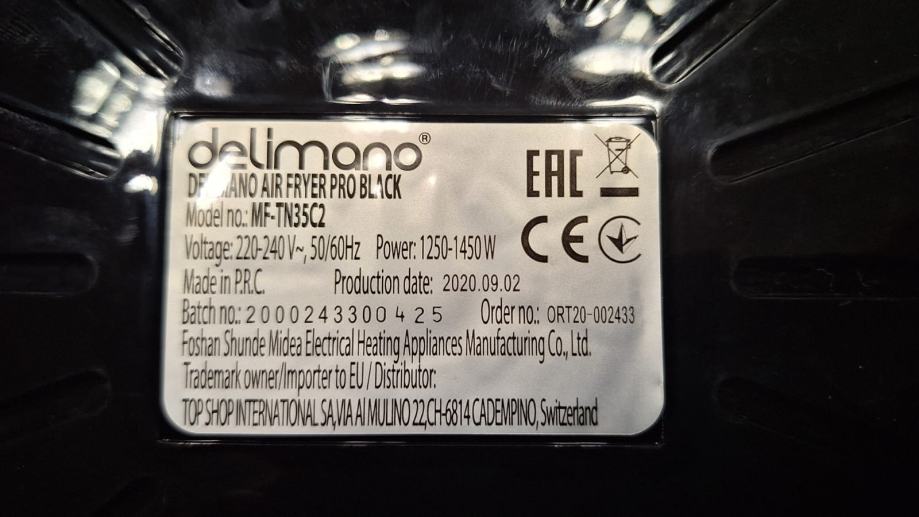 delimano®
DELIMANO AIR FRYER PRO BLACK
EAC
Model no.: MF-TN35C2
CE
Voltage: 220-240 V~, 50/60Hz Power: 1250-1450 W
Made in P.R.C. Production date: 2020.09.02
Batch no.: 2000243300425 Order no.: ORT20-002433
Foshan Shunde Midea Electrical Heating Appliances Manufacturing Co., Ltd.
Trademark owner/Importer to EU / Distributor:
TOP SHOP INTERNATIONAL SA, VIA Al MULINO 22, CH-6814 CADEMPINO, Switzerland